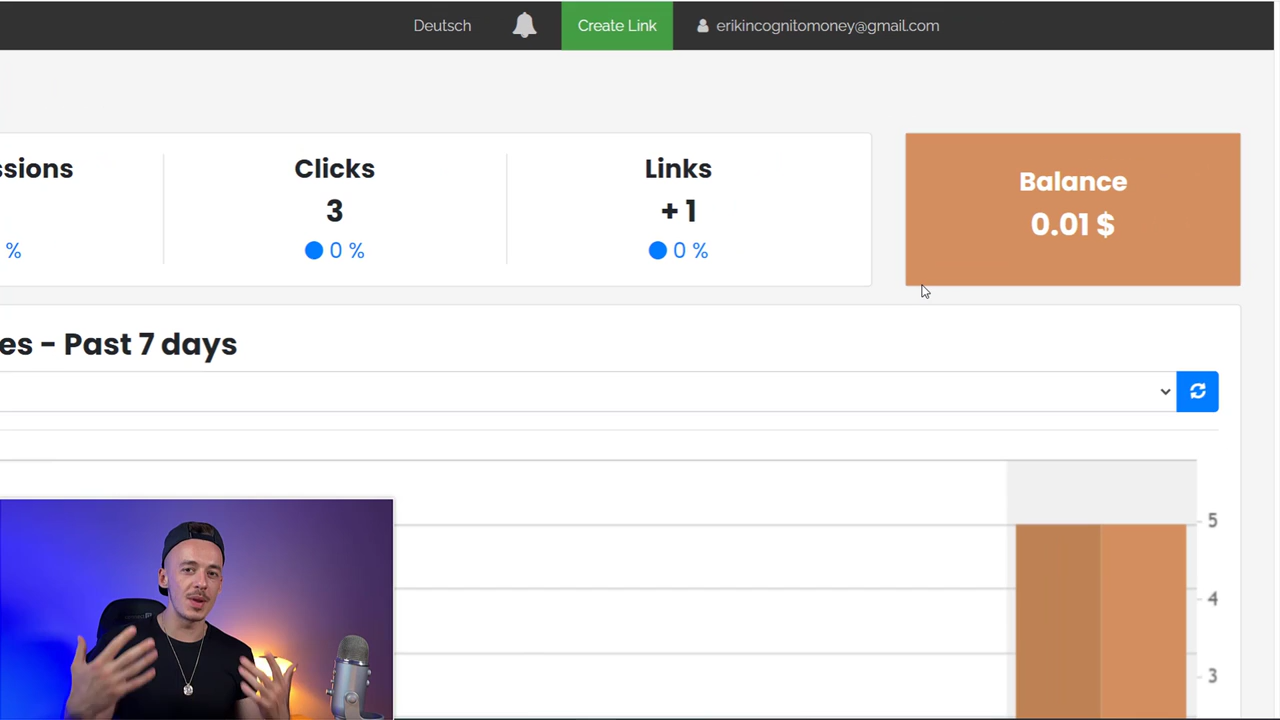 Deutsch
Create Link
erikincognitomoney@gmail.com
ssions
%
Clicks
3
0 %
Links
+ 1
0 %
Balance
0.01 $
es - Past 7 days
5
4
3